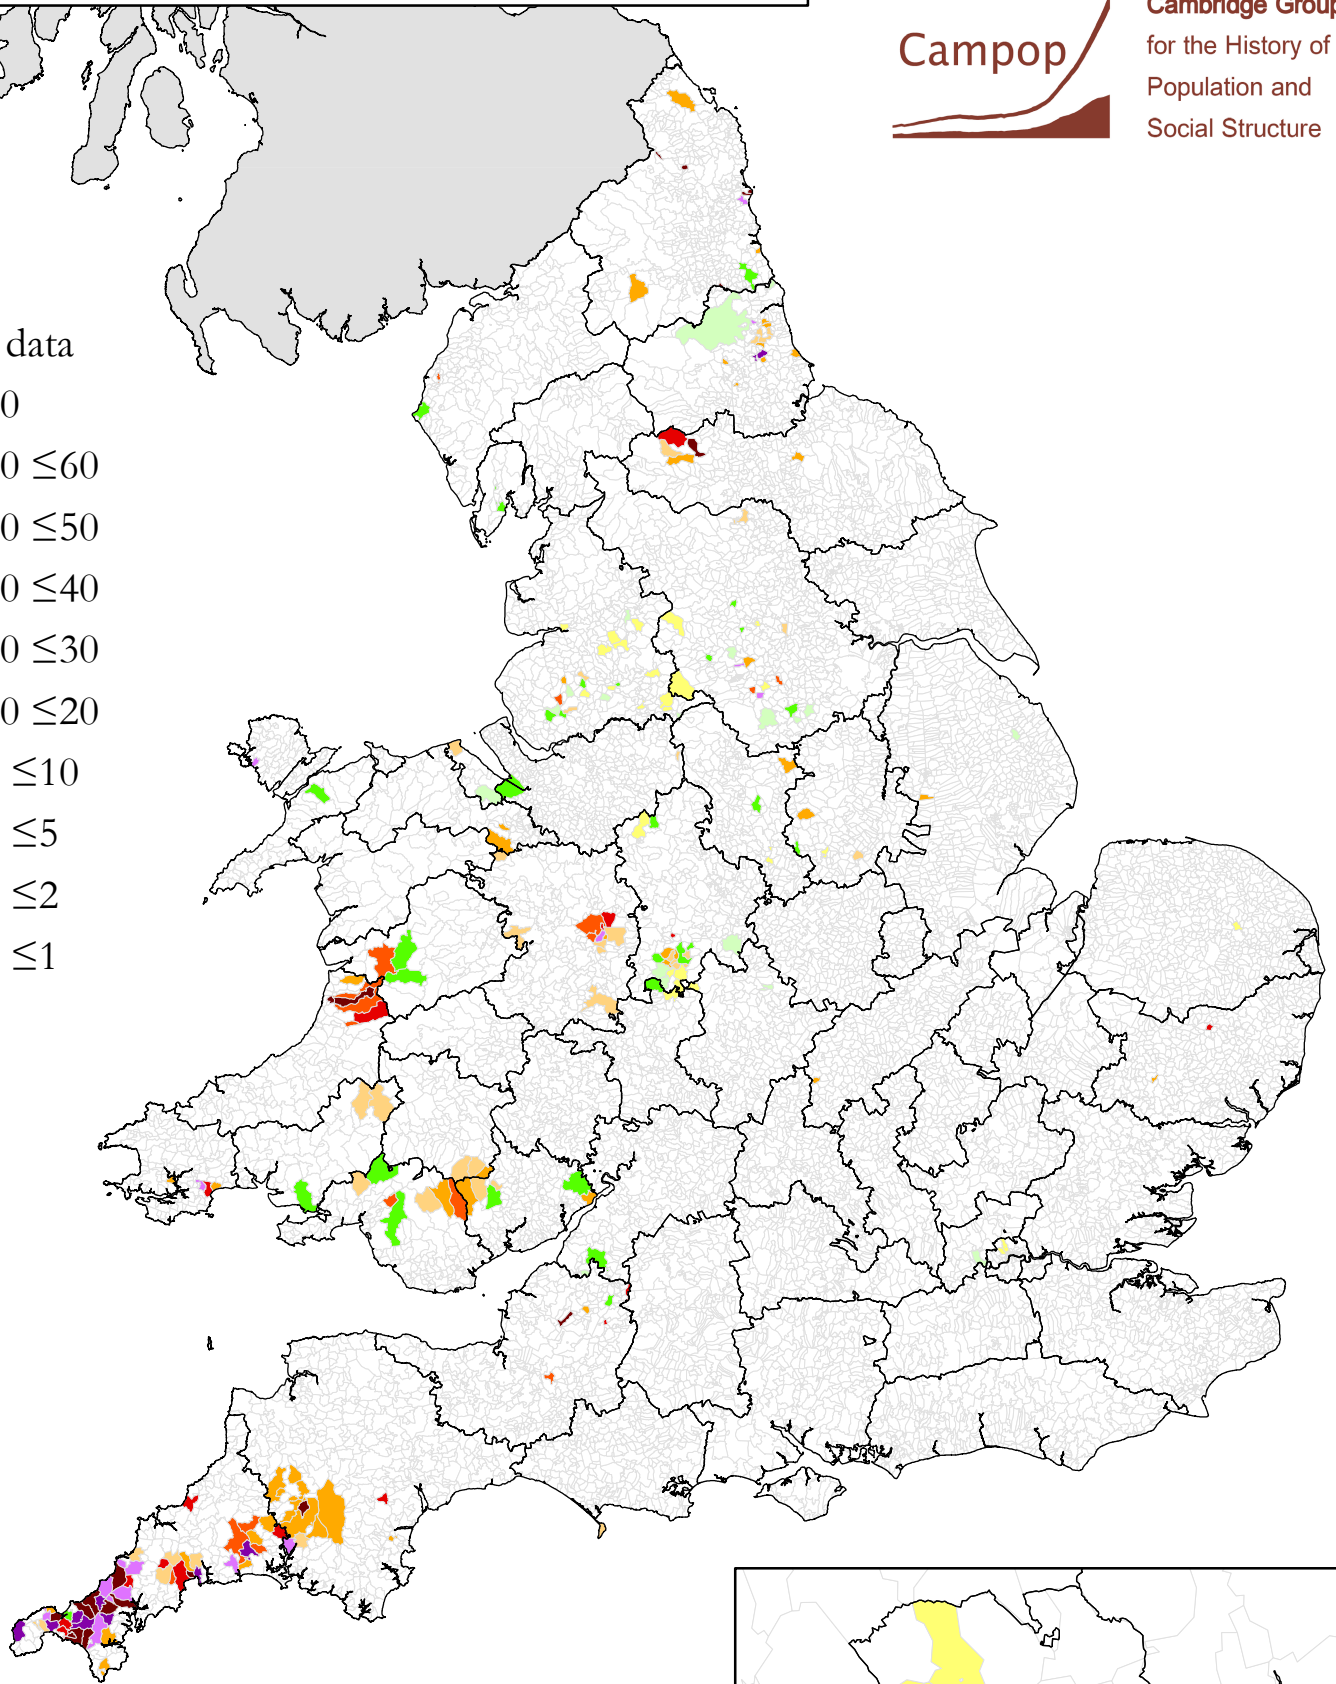 Cambridge Group
Campop
for the History of
Population and
Social Structure
data
0
0 ≤60
0 ≤50
0 ≤40
0 ≤30
0 ≤20
≤10
≤5
≤2
≤1